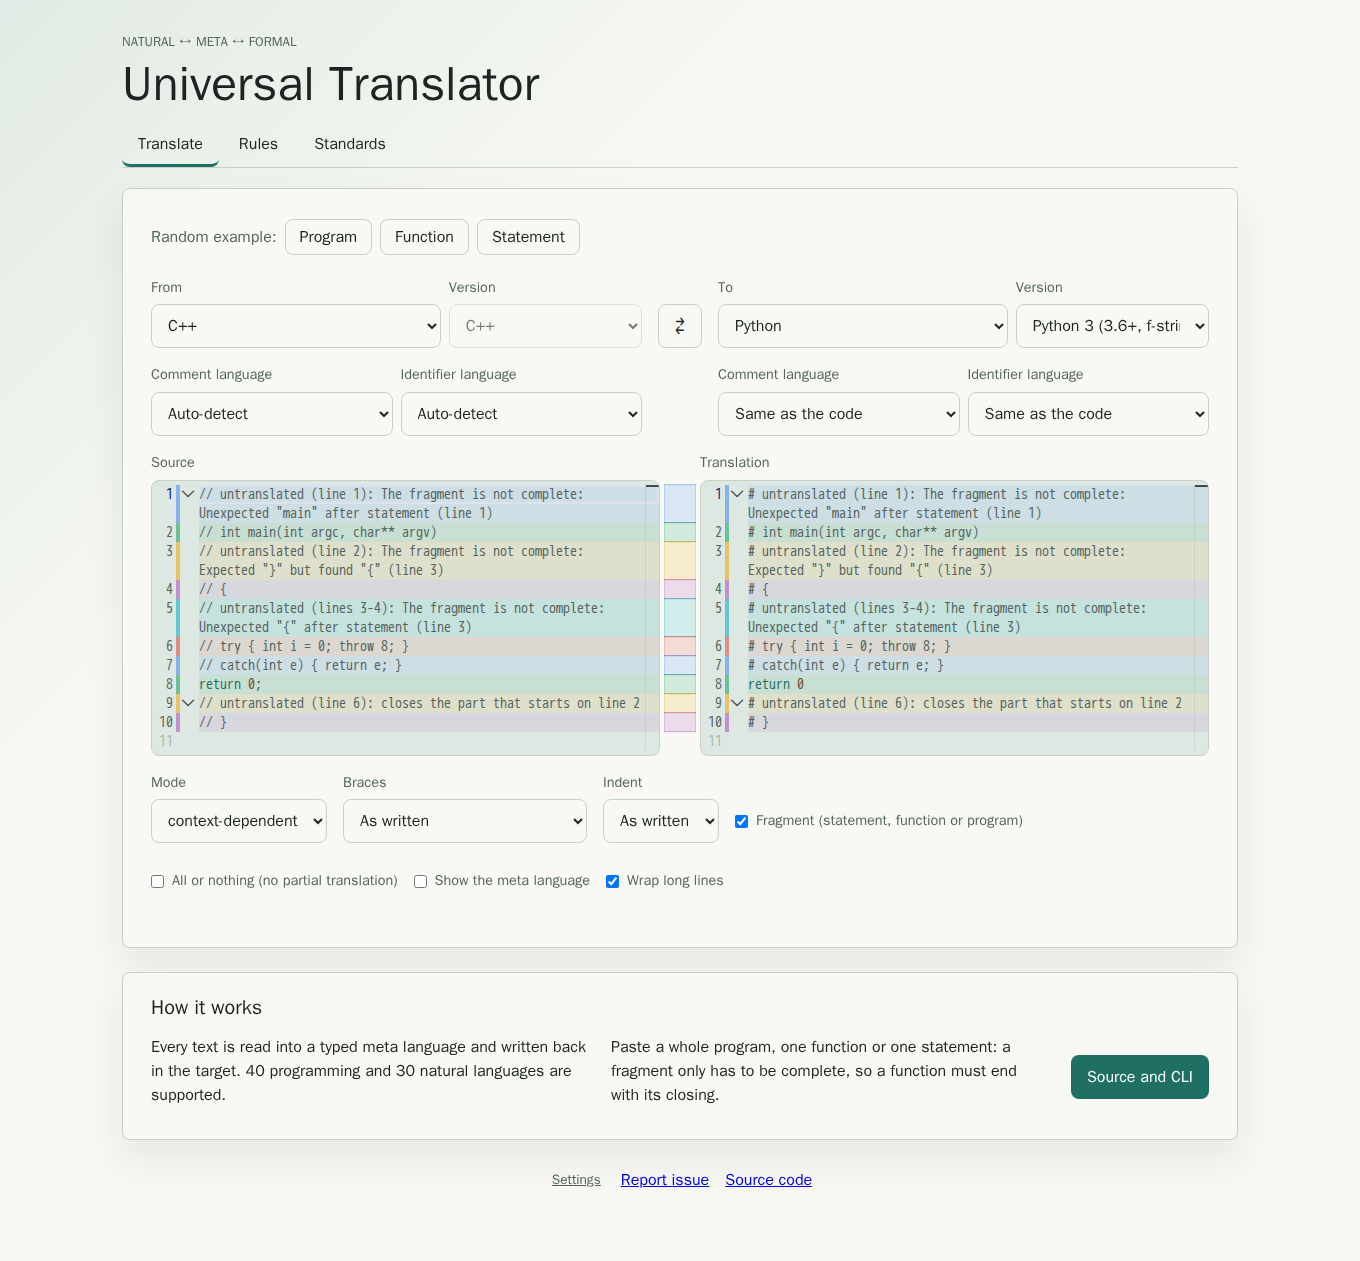 NATURAL ↔ META ↔ FORMAL
Universal Translator
Translate Rules Standards
Random example: Program Function Statement
From Version To Version
C++ C++ ⇄ Python Python 3 (3.6+, f-stri
Comment language Identifier language Comment language Identifier language
Auto-detect Auto-detect Same as the code Same as the code
Source
1 // untranslated (line 1): The fragment is not complete:
Unexpected "main" after statement (line 1)
2 // int main(int argc, char** argv)
3 // untranslated (line 2): The fragment is not complete:
Expected "}" but found "{" (line 3)
4 // {
5 // untranslated (lines 3-4): The fragment is not complete:
Unexpected "{" after statement (line 3)
6 // try { int i = 0; throw 8; }
7 // catch(int e) { return e; }
8 return 0;
9 // untranslated (line 6): closes the part that starts on line 2
10 // }
11
Translation
1 # untranslated (line 1): The fragment is not complete:
Unexpected "main" after statement (line 1)
2 # int main(int argc, char** argv)
3 # untranslated (line 2): The fragment is not complete:
Expected "}" but found "{" (line 3)
4 # {
5 # untranslated (lines 3-4): The fragment is not complete:
Unexpected "{" after statement (line 3)
6 # try { int i = 0; throw 8; }
7 # catch(int e) { return e; }
8 return 0
9 # untranslated (line 6): closes the part that starts on line 2
10 # }
11
Mode Braces Indent
context-dependent As written As written Fragment (statement, function or program)
All or nothing (no partial translation) Show the meta language Wrap long lines
How it works
Every text is read into a typed meta language and written back
in the target. 40 programming and 30 natural languages are
supported.
Paste a whole program, one function or one statement: a
fragment only has to be complete, so a function must end
with its closing.
Source and CLI
Settings Report issue Source code